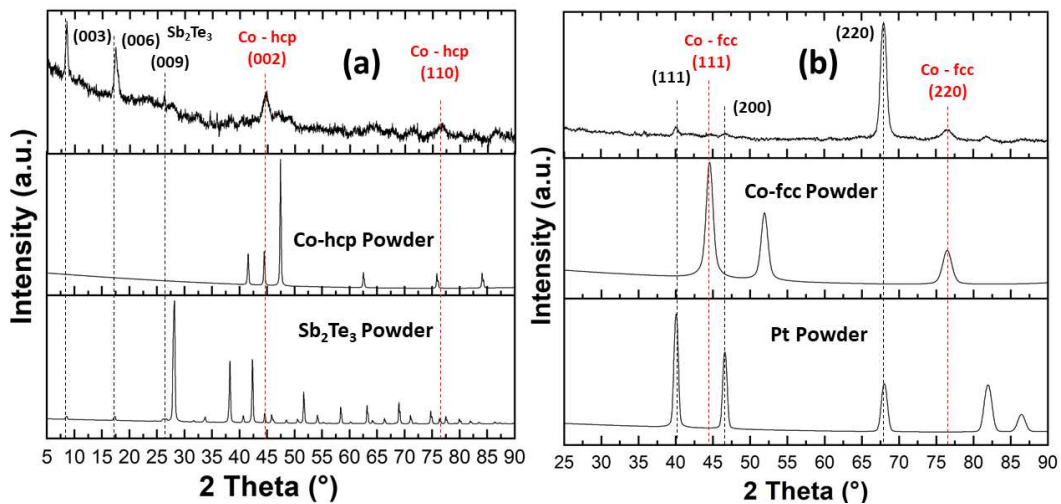 (003)
(006)
Sb₂Te₃
(009)
Co - hcp
(002)
(a)
Co - hcp
(110)
Co-hcp Powder
Sb₂Te₃ Powder
Intensity (a.u.)
5 10 15 20 25 30 35 40 45 50 55 60 65 70 75 80 85 90
2 Theta (°)
(111)
Co - fcc
(111)
(200)
(b)
(220)
Co - fcc
(220)
Co-fcc Powder
Pt Powder
Intensity (a.u.)
25 30 35 40 45 50 55 60 65 70 75 80 85 90
2 Theta (°)